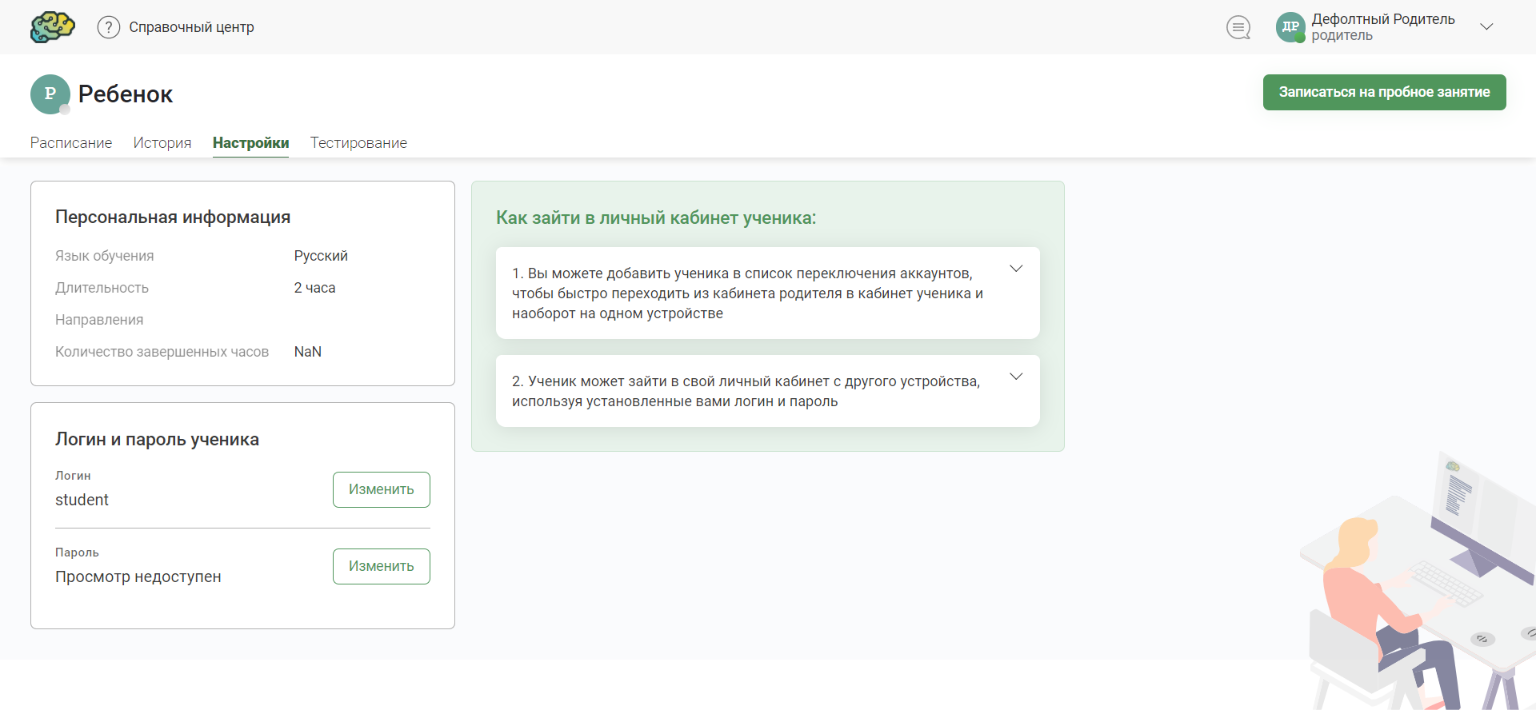 ? Справочный центр
ДР Дефолтный Родитель
родитель
Р Ребенок
Записаться на пробное занятие
Расписание История Настройки Тестирование
Персональная информация
Язык обучения Русский
Длительность 2 часа
Направления
Количество завершенных часов NaN
Логин и пароль ученика
Логин
student
Изменить
Пароль
Просмотр недоступен
Изменить
Как зайти в личный кабинет ученика:
1. Вы можете добавить ученика в список переключения аккаунтов,
чтобы быстро переходить из кабинета родителя в кабинет ученика и
наоборот на одном устройстве
2. Ученик может зайти в свой личный кабинет с другого устройства,
используя установленные вами логин и пароль